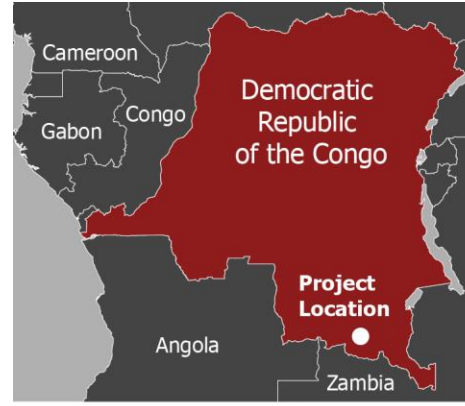 Cameroon
Democratic
Republic
of the Congo
Congo
Gabon
Project
Location
Angola
Zambia